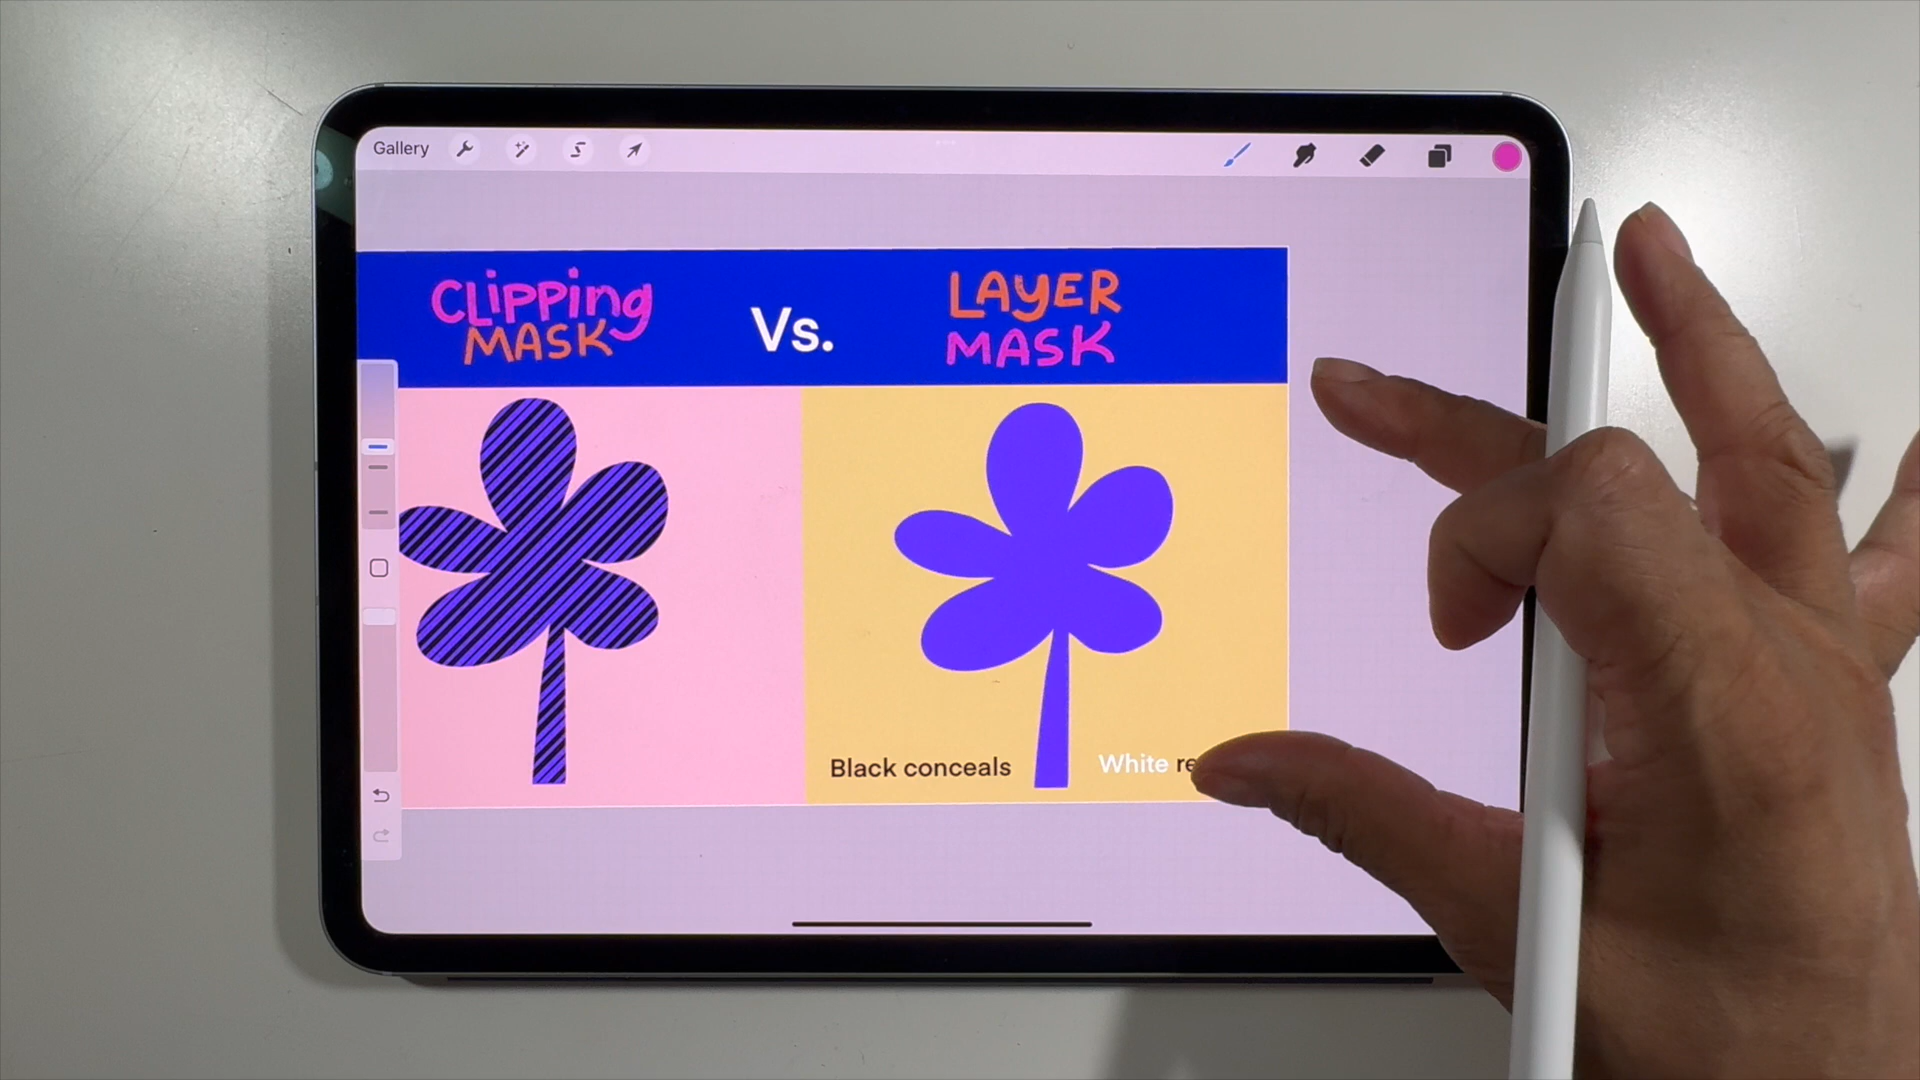 Gallery
CLipping
MASK
Vs.
LAyER
MASK
Black conceals
White